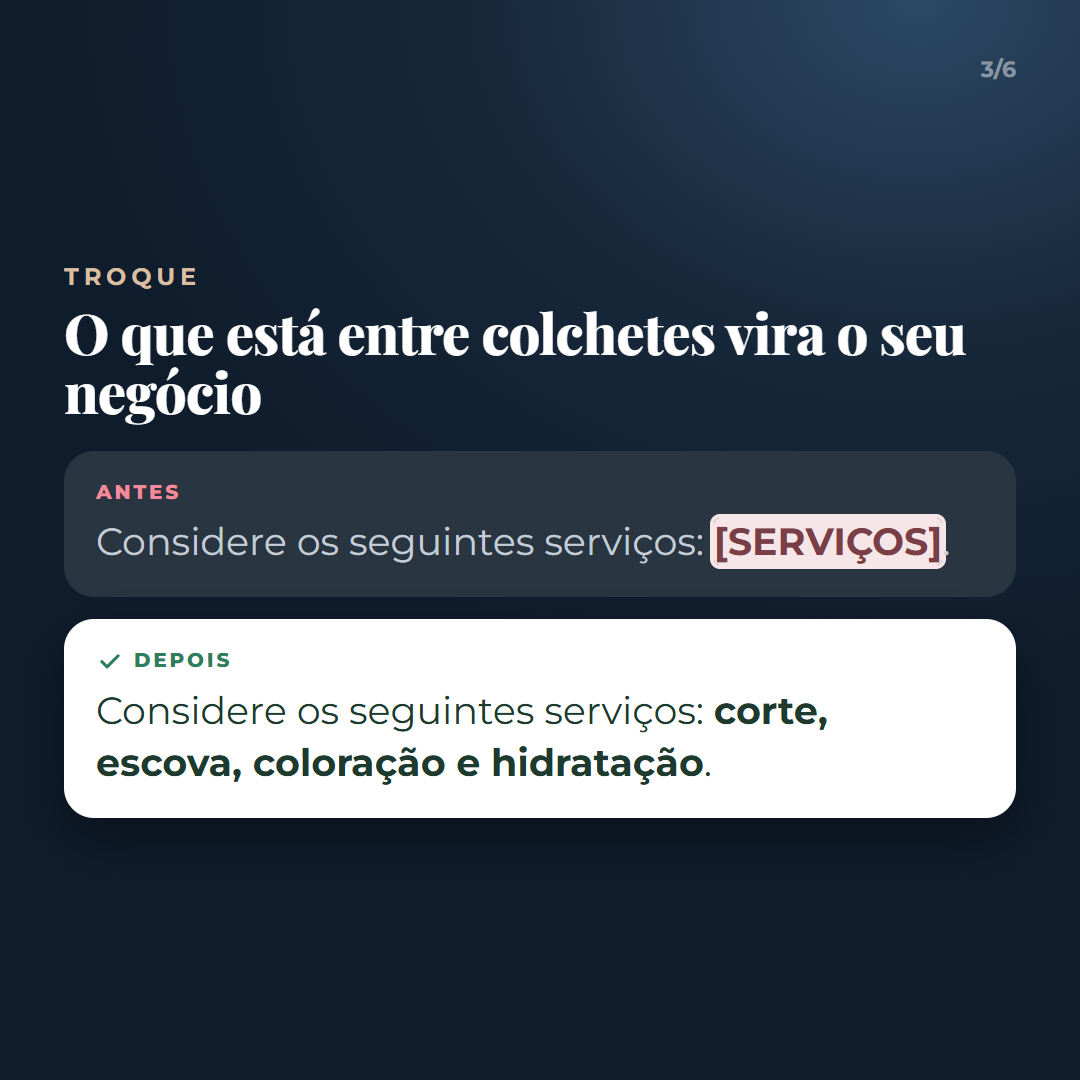 3/6
TROQUE
O que está entre colchetes vira o seu
negócio
ANTES
Considere os seguintes serviços: [SERVIÇOS].
DEPOIS
Considere os seguintes serviços: corte,
escova, coloração e hidratação.